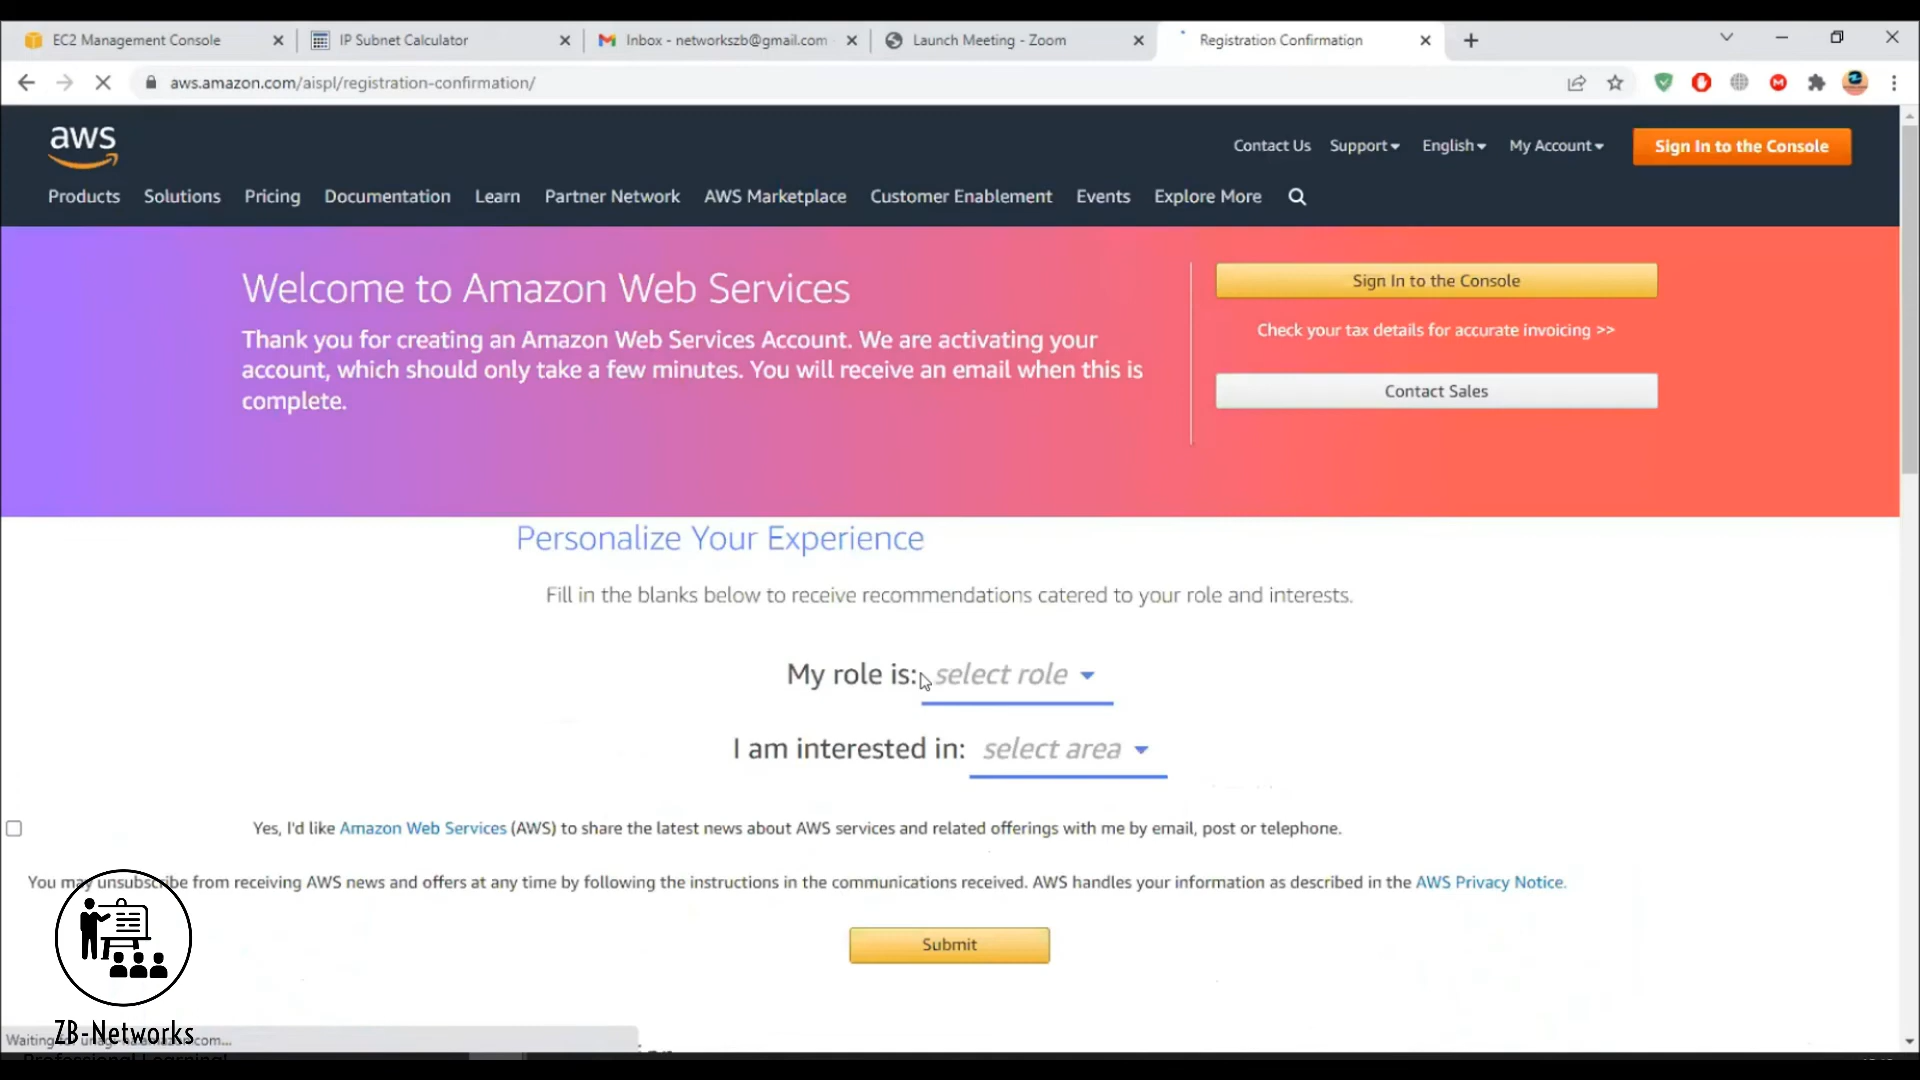 EC2 Management Console
IP Subnet Calculator
Inbox - networkszb@gmail.com
Launch Meeting - Zoom
Registration Confirmation
aws.amazon.com/aispl/registration-confirmation/
aws
Contact Us Support English My Account Sign In to the Console
Products Solutions Pricing Documentation Learn Partner Network AWS Marketplace Customer Enablement Events Explore More
Welcome to Amazon Web Services
Thank you for creating an Amazon Web Services Account. We are activating your
account, which should only take a few minutes. You will receive an email when this is
complete.
Sign In to the Console
Check your tax details for accurate invoicing >>
Contact Sales
Personalize Your Experience
Fill in the blanks below to receive recommendations catered to your role and interests.
My role is: select role
I am interested in: select area
Yes, I'd like Amazon Web Services (AWS) to share the latest news about AWS services and related offerings with me by email, post or telephone.
You may unsubscribe from receiving AWS news and offers at any time by following the instructions in the communications received. AWS handles your information as described in the AWS Privacy Notice.
Submit
ZB-Networks
Waiting
Professional Learning!